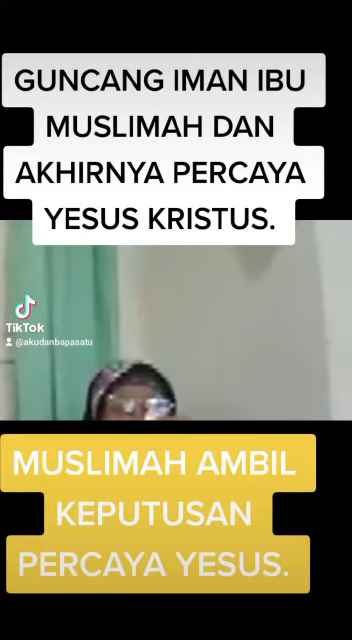 GUNCANG IMAN IBU
MUSLIMAH DAN
AKHIRNYA PERCAYA
YESUS KRISTUS.
TikTok
@akudanbapasatu
MUSLIMAH AMBIL
KEPUTUSAN
PERCAYA YESUS.